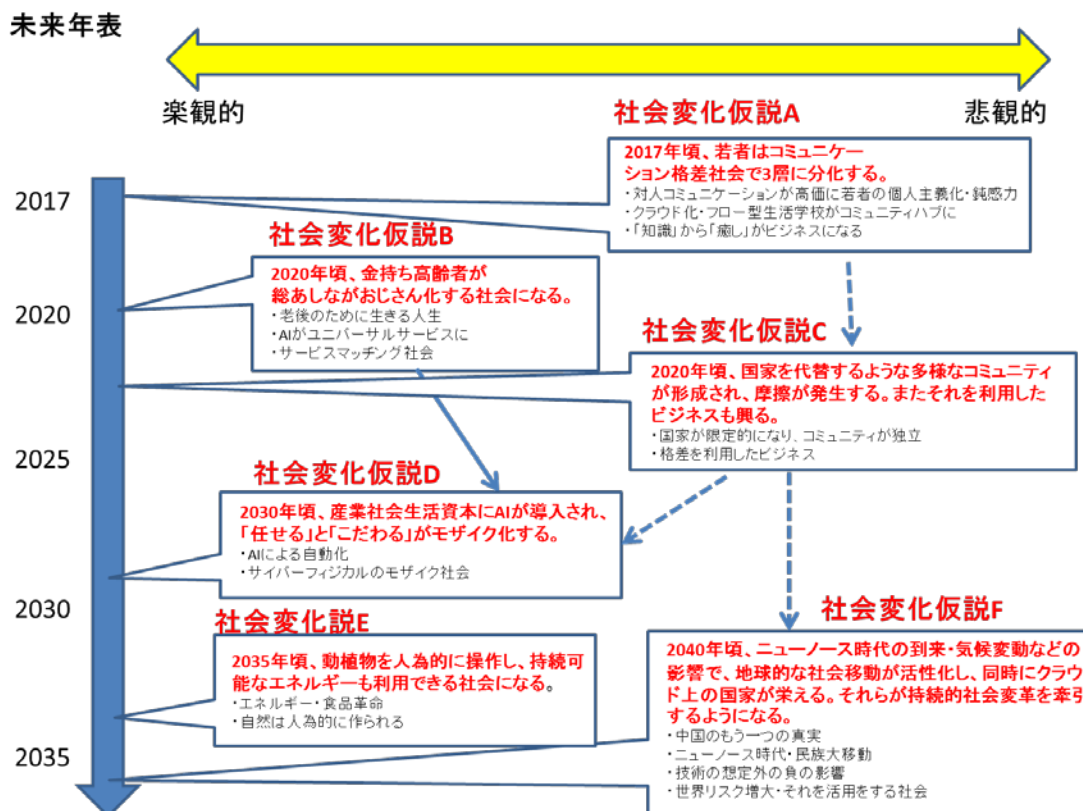 未来年表
楽観的
悲観的
社会変化仮説A
2017年頃、若者はコミュニケー
ション格差社会で3層に分化する。
・対人コミュニケーションが高価に若者の個人主義化・鈍感力
・クラウド化・フロー型生活学校がコミュニティハブに
・「知識」から「癒し」がビジネスになる
2017
社会変化仮説B
2020年頃、金持ち高齢者が
総あしながおじさん化する社会になる。
・老後のために生きる人生
・AIがユニバーサルサービスに
・サービスマッチング社会
2020
社会変化仮説C
2020年頃、国家を代替するような多様なコミュニティ
が形成され、摩擦が発生する。またそれを利用した
ビジネスも興る。
・国家が限定的になり、コミュニティが独立
・格差を利用したビジネス
2025
社会変化仮説D
2030年頃、産業社会生活資本にAIが導入され、
「任せる」と「こだわる」がモザイク化する。
・AIによる自動化
・サイバーフィジカルのモザイク社会
2030
社会変化説E
2035年頃、動植物を人為的に操作し、持続可
能なエネルギーも利用できる社会になる。
・エネルギー・食品革命
・自然は人為的に作られる
社会変化仮説F
2040年頃、ニューノース時代の到来・気候変動などの
影響で、地球的な社会移動が活性化し、同時にクラウ
ド上の国家が栄える。それらが持続的社会変革を牽引
するようになる。
・中国のもう一つの真実
・ニューノース時代・民族大移動
・技術の想定外の負の影響
・世界リスク増大・それを活用をする社会
2035